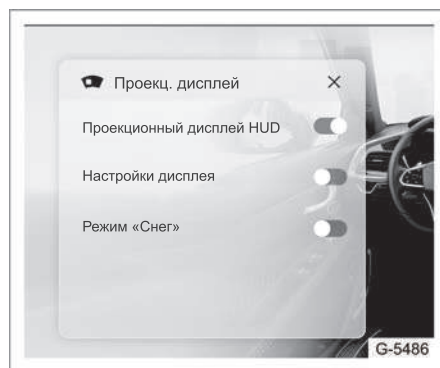 Проекц. дисплей
Проекционный дисплей HUD
Настройки дисплея
Режим «Снег»
G-5486